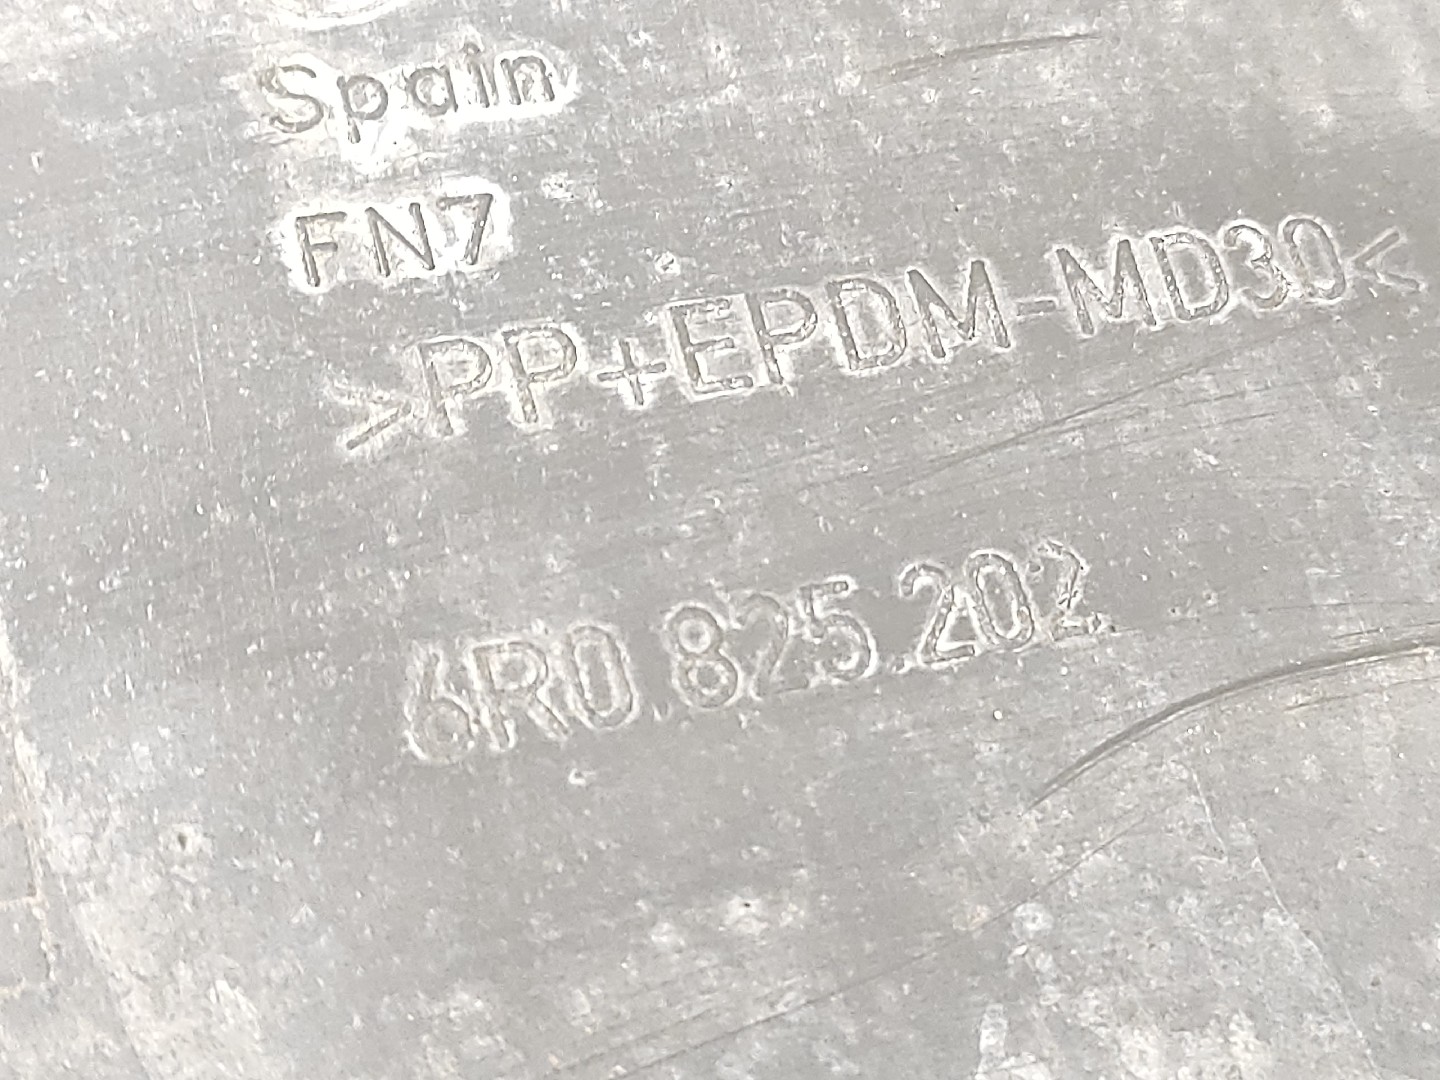 Spain
FN7
>PP+EPDM-MD30<
6R0.825.202